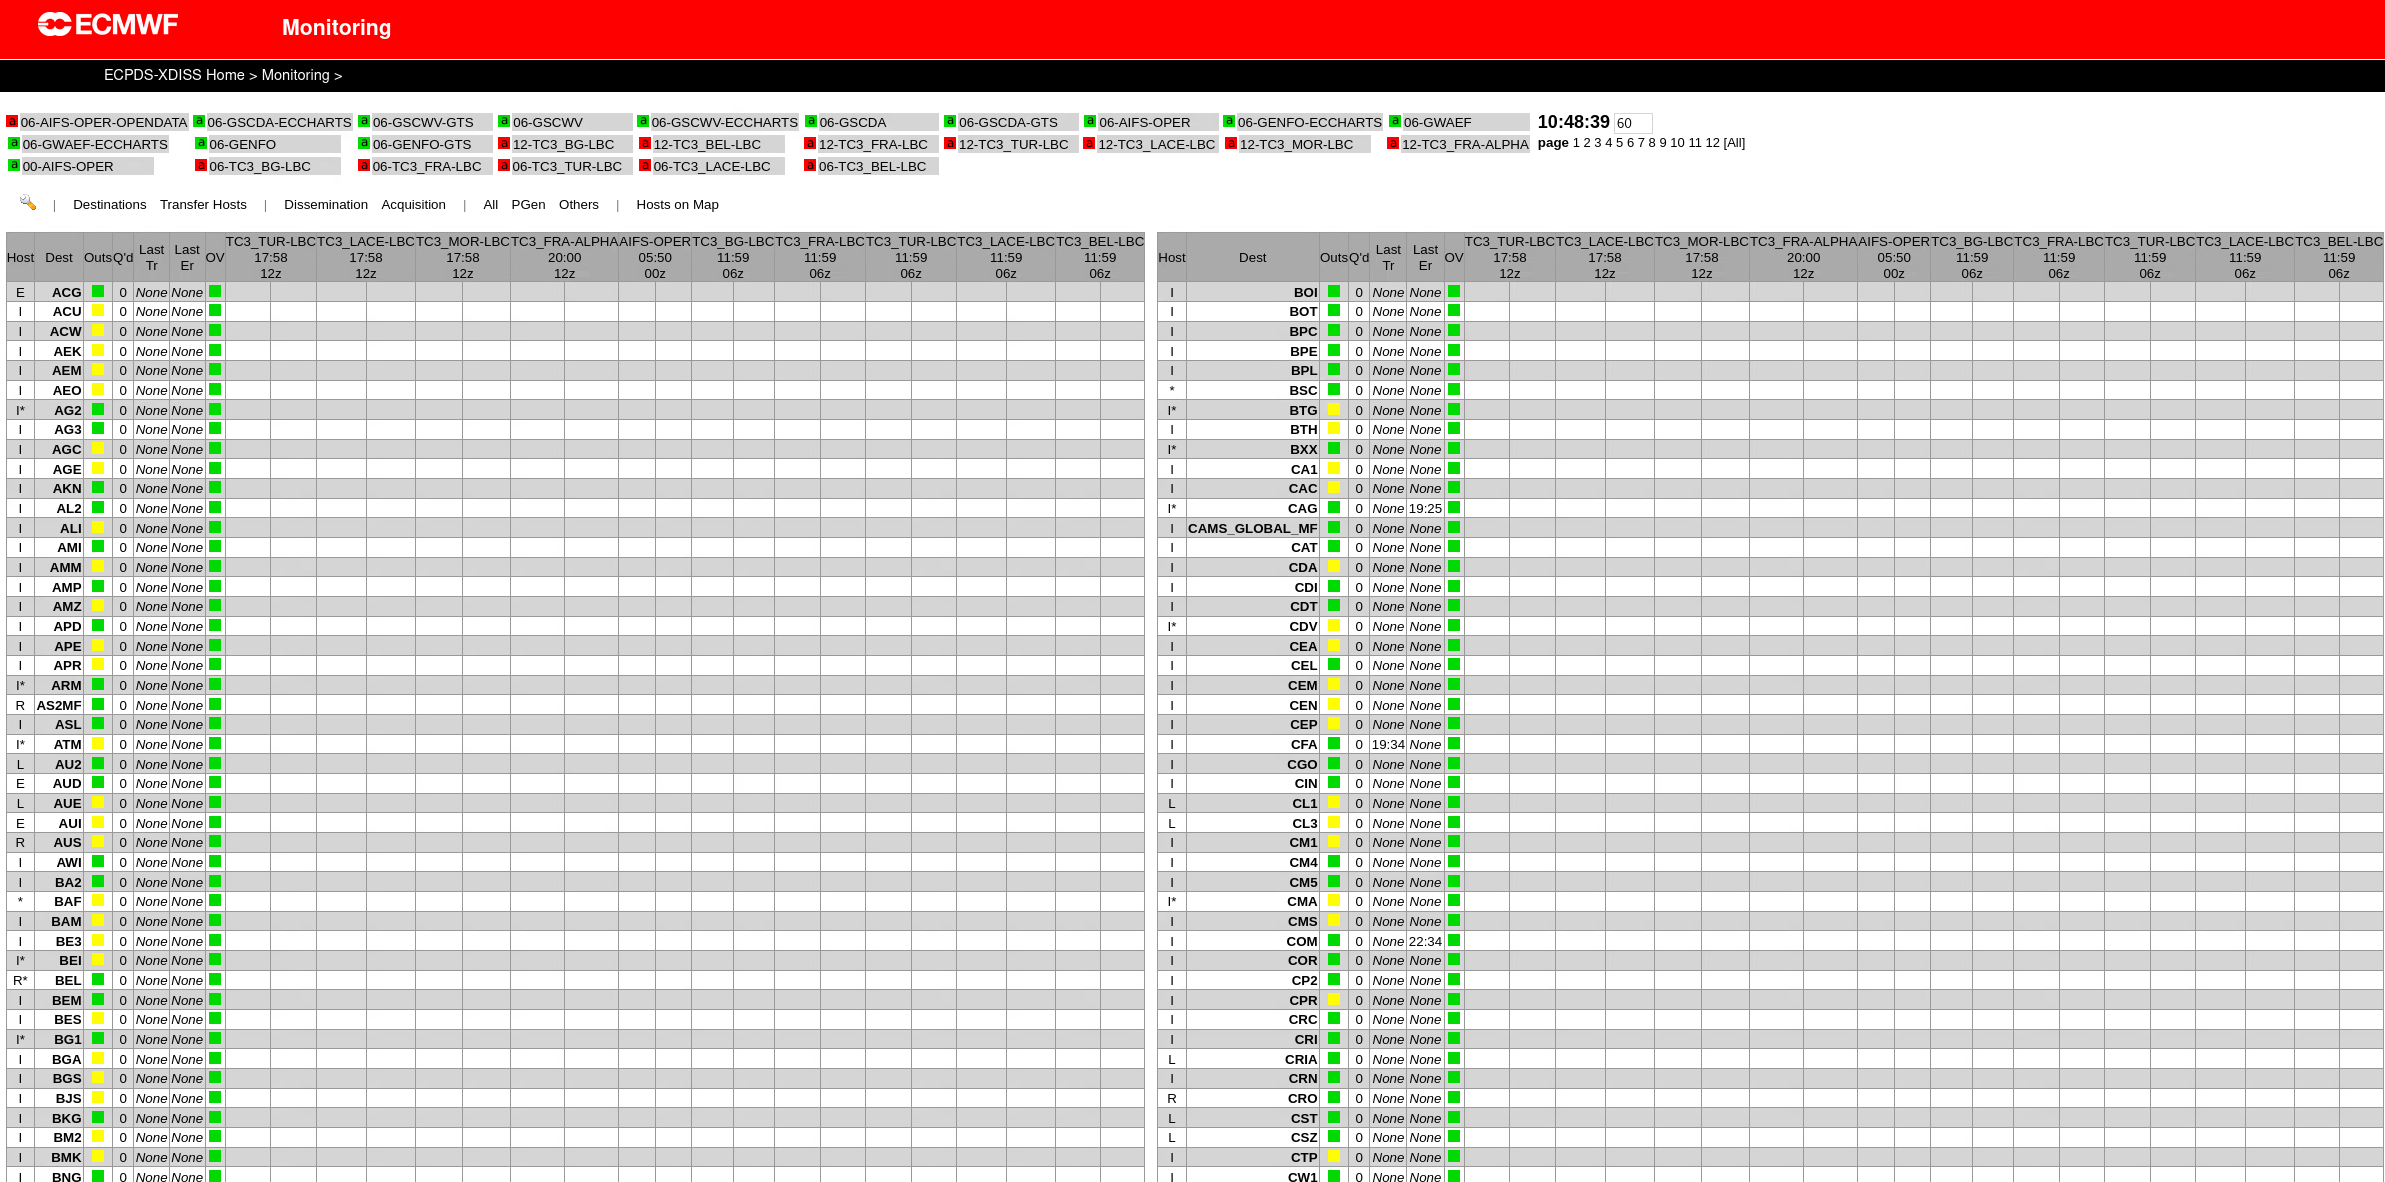 ECMWF Monitoring
ECPDS-XDISS Home > Monitoring >
a 06-AIFS-OPER-OPENDATA a 06-GSCDA-ECCHARTS a 06-GSCWV-GTS a 06-GSCWV a 06-GSCWV-ECCHARTS a 06-GSCDA a 06-GSCDA-GTS a 06-AIFS-OPER a 06-GENFO-ECCHARTS a 06-GWAEF 10:48:39 60
a 06-GWAEF-ECCHARTS a 06-GENFO a 06-GENFO-GTS a 12-TC3_BG-LBC a 12-TC3_BEL-LBC a 12-TC3_FRA-LBC a 12-TC3_TUR-LBC a 12-TC3_LACE-LBC a 12-TC3_MOR-LBC a 12-TC3_FRA-ALPHA page 1 2 3 4 5 6 7 8 9 10 11 12 [All]
a 00-AIFS-OPER a 06-TC3_BG-LBC a 06-TC3_FRA-LBC a 06-TC3_TUR-LBC a 06-TC3_LACE-LBC a 06-TC3_BEL-LBC
| Destinations Transfer Hosts | Dissemination Acquisition | All PGen Others | Hosts on Map
Host Dest Outs Q'd Last Tr Last Er OV TC3_TUR-LBC 17:58 12z TC3_LACE-LBC 17:58 12z TC3_MOR-LBC 17:58 12z TC3_FRA-ALPHA 20:00 12z AIFS-OPER 05:50 00z TC3_BG-LBC 11:59 06z TC3_FRA-LBC 11:59 06z TC3_TUR-LBC 11:59 06z TC3_LACE-LBC 11:59 06z TC3_BEL-LBC 11:59 06z
E ACG 0 None None
I ACU 0 None None
I ACW 0 None None
I AEK 0 None None
I AEM 0 None None
I AEO 0 None None
I* AG2 0 None None
I AG3 0 None None
I AGC 0 None None
I AGE 0 None None
I AKN 0 None None
I AL2 0 None None
I ALI 0 None None
I AMI 0 None None
I AMM 0 None None
I AMP 0 None None
I AMZ 0 None None
I APD 0 None None
I APE 0 None None
I APR 0 None None
I* ARM 0 None None
R AS2MF 0 None None
I ASL 0 None None
I* ATM 0 None None
L AU2 0 None None
E AUD 0 None None
L AUE 0 None None
E AUI 0 None None
R AUS 0 None None
I AWI 0 None None
I BA2 0 None None
* BAF 0 None None
I BAM 0 None None
I BE3 0 None None
I* BEI 0 None None
R* BEL 0 None None
I BEM 0 None None
I BES 0 None None
I* BG1 0 None None
I BGA 0 None None
I BGS 0 None None
I BJS 0 None None
I BKG 0 None None
I BM2 0 None None
I BMK 0 None None
I BNG 0 None None
Host Dest Outs Q'd Last Tr Last Er OV TC3_TUR-LBC 17:58 12z TC3_LACE-LBC 17:58 12z TC3_MOR-LBC 17:58 12z TC3_FRA-ALPHA 20:00 12z AIFS-OPER 05:50 00z TC3_BG-LBC 11:59 06z TC3_FRA-LBC 11:59 06z TC3_TUR-LBC 11:59 06z TC3_LACE-LBC 11:59 06z TC3_BEL-LBC 11:59 06z
I BOI 0 None None
I BOT 0 None None
I BPC 0 None None
I BPE 0 None None
I BPL 0 None None
* BSC 0 None None
I* BTG 0 None None
I BTH 0 None None
I* BXX 0 None None
I CA1 0 None None
I CAC 0 None None
I* CAG 0 None 19:25
I CAMS_GLOBAL_MF 0 None None
I CAT 0 None None
I CDA 0 None None
I CDI 0 None None
I CDT 0 None None
I* CDV 0 None None
I CEA 0 None None
I CEL 0 None None
I CEM 0 None None
I CEN 0 None None
I CEP 0 None None
I CFA 0 19:34 None
I CGO 0 None None
I CIN 0 None None
L CL1 0 None None
L CL3 0 None None
I CM1 0 None None
I CM4 0 None None
I CM5 0 None None
I* CMA 0 None None
I CMS 0 None None
I COM 0 None 22:34
I COR 0 None None
I CP2 0 None None
I CPR 0 None None
I CRC 0 None None
I CRI 0 None None
L CRIA 0 None None
I CRN 0 None None
R CRO 0 None None
L CST 0 None None
L CSZ 0 None None
I CTP 0 None None
I CW1 0 None None